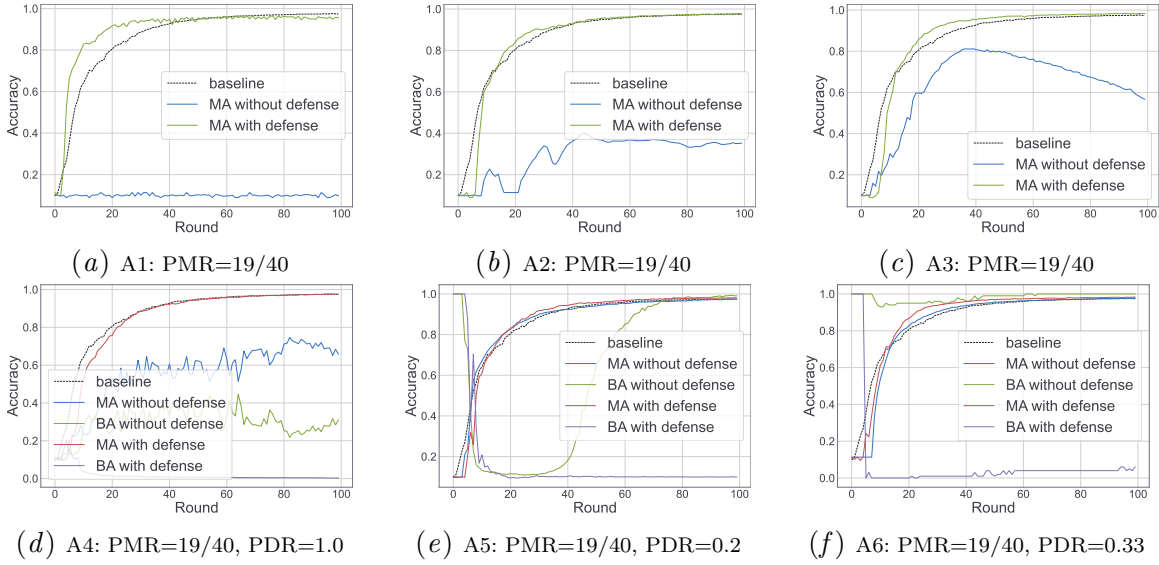 1.0
0.8
0.6
0.4
0.2
Accuracy
baseline
MA without defense
MA with defense
0 20 40 60 80 100
Round
(a) A1: PMR=19/40
1.0
0.8
0.6
0.4
0.2
Accuracy
baseline
MA without defense
MA with defense
0 20 40 60 80 100
Round
(b) A2: PMR=19/40
1.0
0.8
0.6
0.4
0.2
Accuracy
baseline
MA without defense
MA with defense
0 20 40 60 80 100
Round
(c) A3: PMR=19/40
1.0
0.8
0.6
0.4
0.2
0.0
Accuracy
baseline
MA without defense
BA without defense
MA with defense
BA with defense
0 20 40 60 80 100
Round
(d) A4: PMR=19/40, PDR=1.0
1.0
0.8
0.6
0.4
0.2
Accuracy
baseline
MA without defense
BA without defense
MA with defense
BA with defense
0 20 40 60 80 100
Round
(e) A5: PMR=19/40, PDR=0.2
1.0
0.8
0.6
0.4
0.2
0.0
Accuracy
baseline
MA without defense
BA without defense
MA with defense
BA with defense
0 20 40 60 80 100
Round
(f) A6: PMR=19/40, PDR=0.33